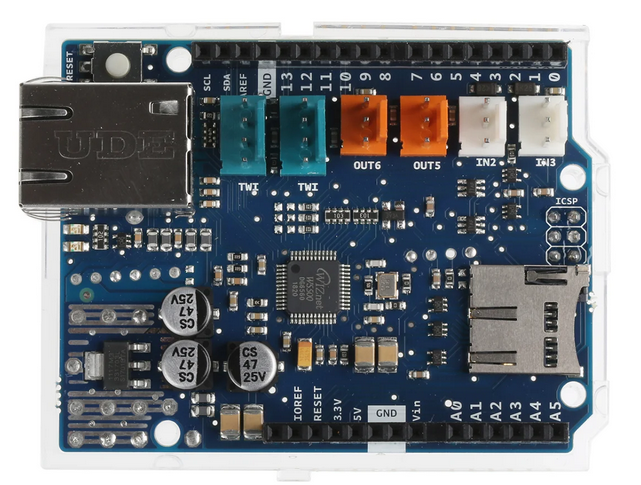 RESET
SCL
SDA
AREF
GND
13
12
11
10
9
8
7
6
5
4
3
2
1
0
UDE
TWI
TWI
OUT6
OUT5
IN2
IN3
ICSP
WIZnet
W5500
CS
47
25V
CS
47
25V
CS
47
25V
IOREF
RESET
3.3V
5V
GND
Vin
A0
A1
A2
A3
A4
A5